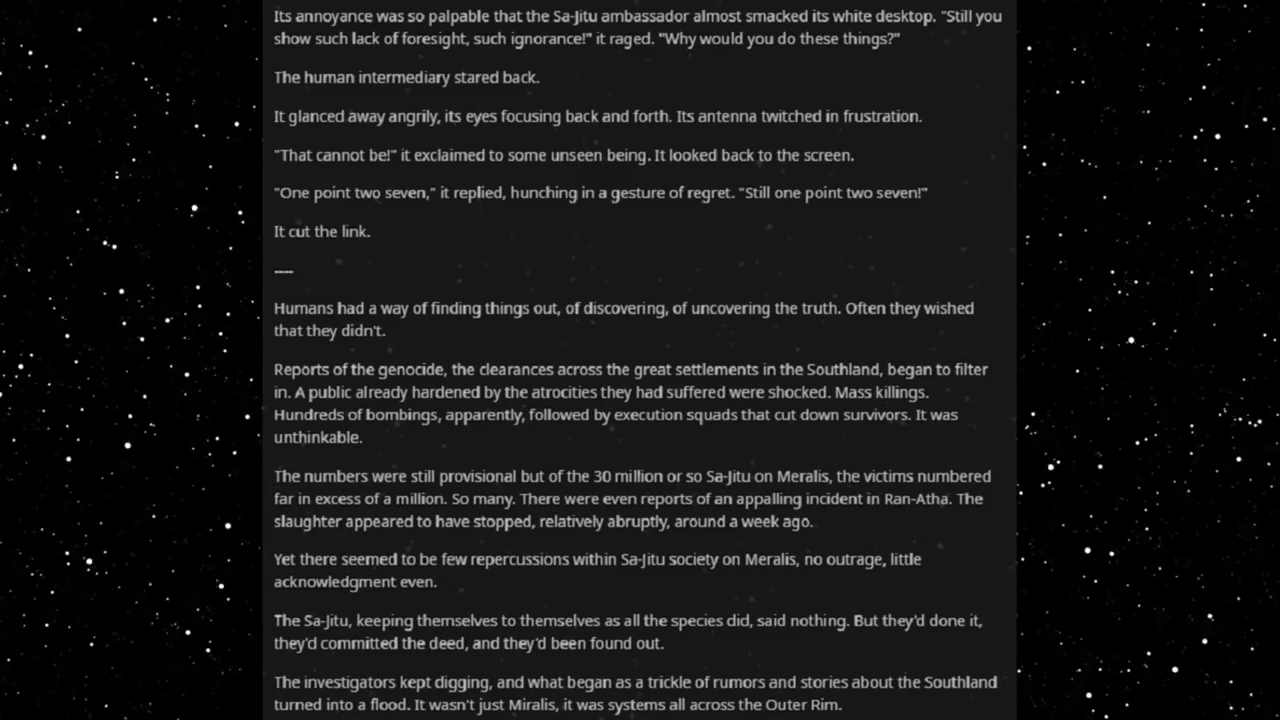 Its annoyance was so palpable that the Sa-Jitu ambassador almost smacked its white desktop. "Still you
show such lack of foresight, such ignorance!" it raged. "Why would you do these things?"
The human intermediary stared back.
It glanced away angrily, its eyes focusing back and forth. Its antenna twitched in frustration.
"That cannot be!" it exclaimed to some unseen being. It looked back to the screen.
"One point two seven," it replied, hunching in a gesture of regret. "Still one point two seven!"
It cut the link.
----
Humans had a way of finding things out, of discovering, of uncovering the truth. Often they wished
that they didn't.
Reports of the genocide, the clearances across the great settlements in the Southland, began to filter
in. A public already hardened by the atrocities they had suffered were shocked. Mass killings.
Hundreds of bombings, apparently, followed by execution squads that cut down survivors. It was
unthinkable.
The numbers were still provisional but of the 30 million or so Sa-Jitu on Meralis, the victims numbered
far in excess of a million. So many. There were even reports of an appalling incident in Ran-Atha. The
slaughter appeared to have stopped, relatively abruptly, around a week ago.
Yet there seemed to be few repercussions within Sa-Jitu society on Meralis, no outrage, little
acknowledgment even.
The Sa-Jitu, keeping themselves to themselves as all the species did, said nothing. But they'd done it,
they'd committed the deed, and they'd been found out.
The investigators kept digging, and what began as a trickle of rumors and stories about the Southland
turned into a flood. It wasn't just Miralis, it was systems all across the Outer Rim.